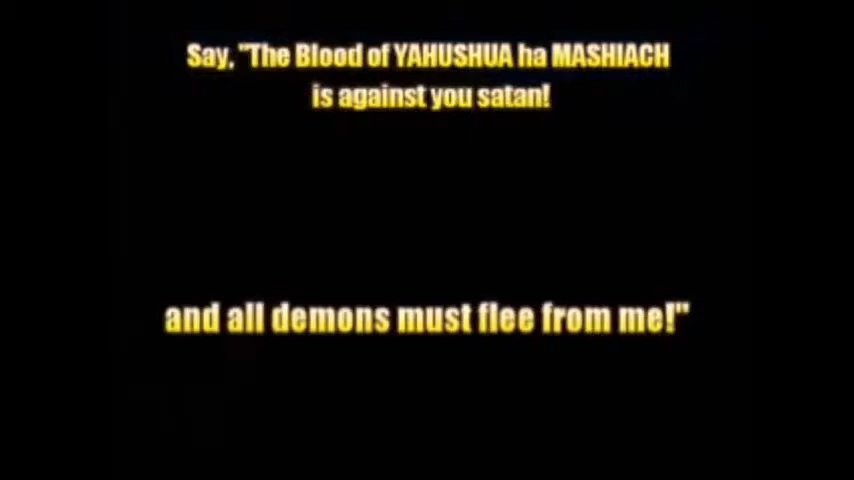 Say, "The Blood of YAHUSHUA ha MASHIACH
is against you satan!
and all demons must flee from me!"